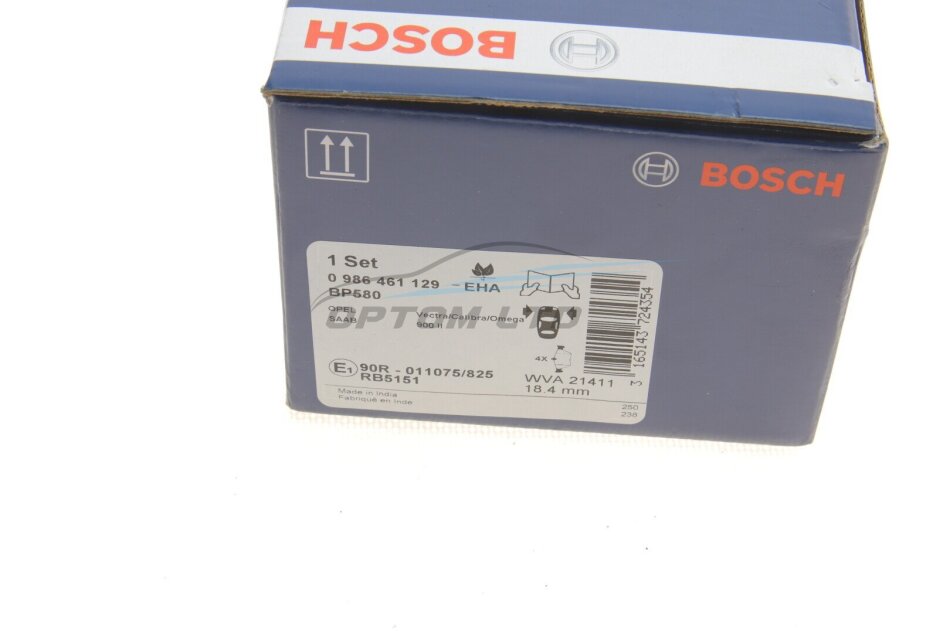 BOSCH
BOSCH
1 Set
0 986 461 129 - EHA
BP580
OPEL Vectra/Calibra/Omega
SAAB 900 II
OPTOM LTD
4X
E1 90R - 011075/825
RB5151
WVA 21411
18.4 mm
Made in India
Fabriqué en Inde
250
238
3 165143 724354